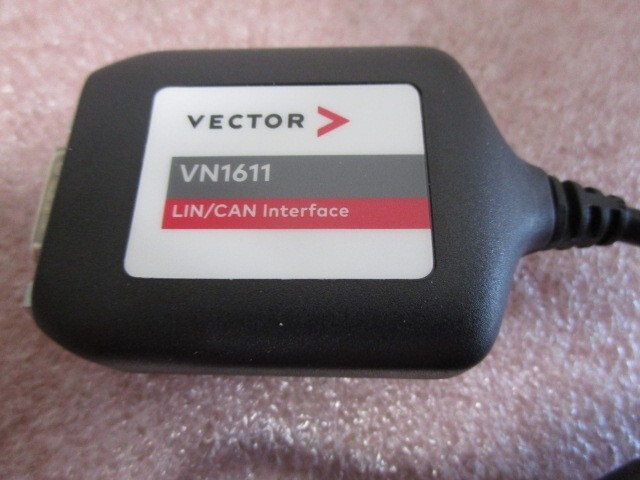 VECTOR
VN1611
LIN/CAN Interface